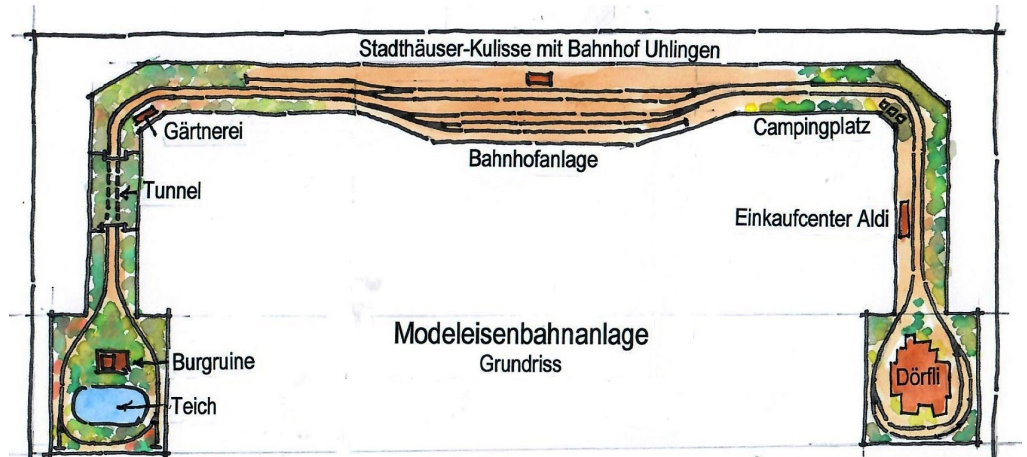 Stadthäuser-Kulisse mit Bahnhof Uhlingen
Gärtnerei
Campingplatz
Bahnhofanlage
Tunnel
Einkaufcenter Aldi
Modeleisenbahnanlage
Grundriss
Burgruine
Dörfli
Teich